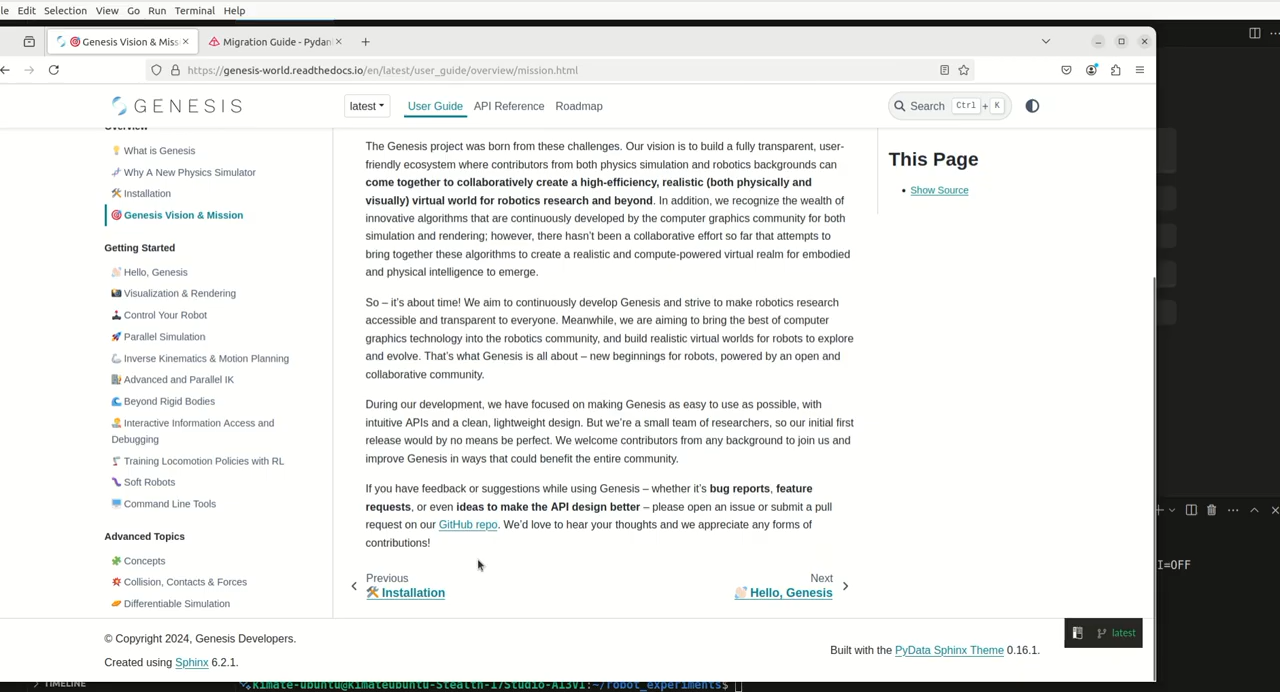 le Edit Selection View Go Run Terminal Help
Genesis Vision & Miss
Migration Guide - Pydan
https://genesis-world.readthedocs.io/en/latest/user_guide/overview/mission.html
GENESIS
latest
User Guide
API Reference
Roadmap
Search Ctrl + K
Overview
What is Genesis
Why A New Physics Simulator
Installation
Genesis Vision & Mission
Getting Started
Hello, Genesis
Visualization & Rendering
Control Your Robot
Parallel Simulation
Inverse Kinematics & Motion Planning
Advanced and Parallel IK
Beyond Rigid Bodies
Interactive Information Access and
Debugging
Training Locomotion Policies with RL
Soft Robots
Command Line Tools
Advanced Topics
Concepts
Collision, Contacts & Forces
Differentiable Simulation
The Genesis project was born from these challenges. Our vision is to build a fully transparent, user-
friendly ecosystem where contributors from both physics simulation and robotics backgrounds can
come together to collaboratively create a high-efficiency, realistic (both physically and
visually) virtual world for robotics research and beyond. In addition, we recognize the wealth of
innovative algorithms that are continuously developed by the computer graphics community for both
simulation and rendering; however, there hasn't been a collaborative effort so far that attempts to
bring together these algorithms to create a realistic and compute-powered virtual realm for embodied
and physical intelligence to emerge.
So – it's about time! We aim to continuously develop Genesis and strive to make robotics research
accessible and transparent to everyone. Meanwhile, we are aiming to bring the best of computer
graphics technology into the robotics community, and build realistic virtual worlds for robots to explore
and evolve. That's what Genesis is all about – new beginnings for robots, powered by an open and
collaborative community.
During our development, we have focused on making Genesis as easy to use as possible, with
intuitive APIs and a clean, lightweight design. But we're a small team of researchers, so our initial first
release would by no means be perfect. We welcome contributors from any background to join us and
improve Genesis in ways that could benefit the entire community.
If you have feedback or suggestions while using Genesis – whether it's bug reports, feature
requests, or even ideas to make the API design better – please open an issue or submit a pull
request on our GitHub repo. We'd love to hear your thoughts and we appreciate any forms of
contributions!
Previous
Installation
Next
Hello, Genesis
This Page
Show Source
I=OFF
© Copyright 2024, Genesis Developers.
Created using Sphinx 6.2.1.
latest
Built with the PyData Sphinx Theme 0.16.1.
TIMELINE
kimate-ubuntu@kimateubuntu-Stealth-17Studio-A13VI:~/robot_experiments$